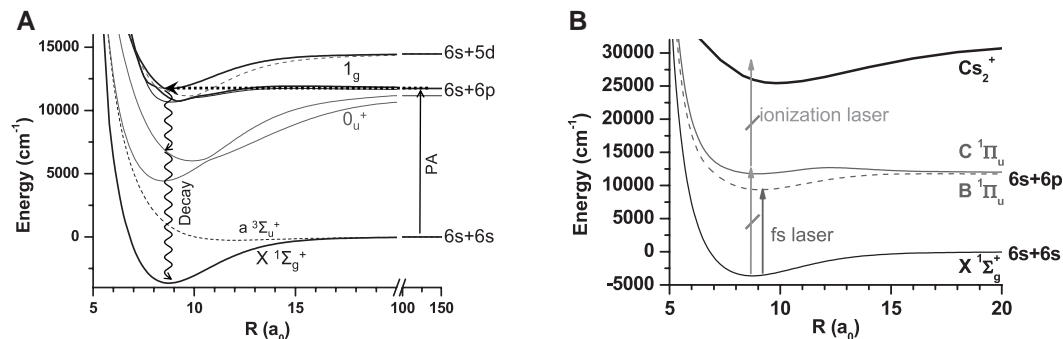 A
Energy (cm⁻¹)
15000
10000
5000
0
6s+5d
1g
6s+6p
0u⁺
PA
Decay
a ³Σu⁺
X ¹Σg⁺
6s+6s
5
10
15
100
150
R (a₀)
B
Energy (cm⁻¹)
30000
25000
20000
15000
10000
5000
0
-5000
Cs₂⁺
ionization laser
C ¹Πu
6s+6p
B ¹Πu
fs laser
6s+6s
X ¹Σg⁺
5
10
15
20
R (a₀)